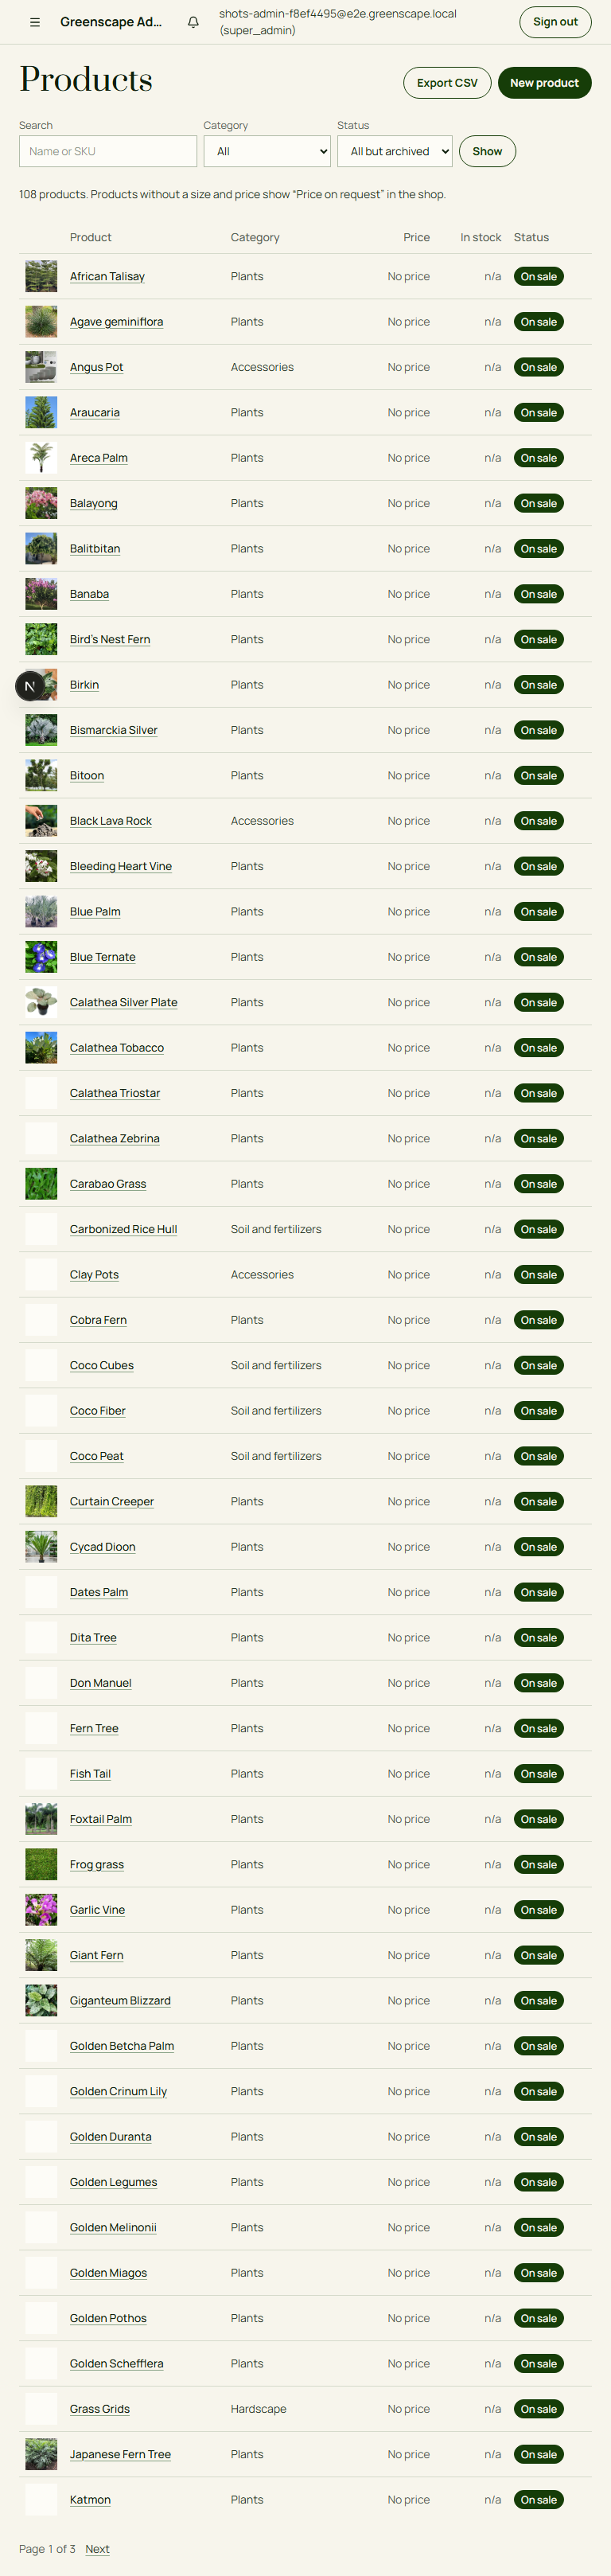 Greenscape Ad...
shots-admin-f8ef4495@e2e.greenscape.local
(super_admin)
Sign out
Products
Export CSV
New product
Search
Category
Status
Name or SKU
All
All but archived
Show
108 products. Products without a size and price show “Price on request” in the shop.
Product Category Price In stock Status
African Talisay Plants No price n/a On sale
Agave geminiflora Plants No price n/a On sale
Angus Pot Accessories No price n/a On sale
Araucaria Plants No price n/a On sale
Areca Palm Plants No price n/a On sale
Balayong Plants No price n/a On sale
Balitbitan Plants No price n/a On sale
Banaba Plants No price n/a On sale
Bird’s Nest Fern Plants No price n/a On sale
N
Birkin Plants No price n/a On sale
Bismarckia Silver Plants No price n/a On sale
Bitoon Plants No price n/a On sale
Black Lava Rock Accessories No price n/a On sale
Bleeding Heart Vine Plants No price n/a On sale
Blue Palm Plants No price n/a On sale
Blue Ternate Plants No price n/a On sale
Calathea Silver Plate Plants No price n/a On sale
Calathea Tobacco Plants No price n/a On sale
Calathea Triostar Plants No price n/a On sale
Calathea Zebrina Plants No price n/a On sale
Carabao Grass Plants No price n/a On sale
Carbonized Rice Hull Soil and fertilizers No price n/a On sale
Clay Pots Accessories No price n/a On sale
Cobra Fern Plants No price n/a On sale
Coco Cubes Soil and fertilizers No price n/a On sale
Coco Fiber Soil and fertilizers No price n/a On sale
Coco Peat Soil and fertilizers No price n/a On sale
Curtain Creeper Plants No price n/a On sale
Cycad Dioon Plants No price n/a On sale
Dates Palm Plants No price n/a On sale
Dita Tree Plants No price n/a On sale
Don Manuel Plants No price n/a On sale
Fern Tree Plants No price n/a On sale
Fish Tail Plants No price n/a On sale
Foxtail Palm Plants No price n/a On sale
Frog grass Plants No price n/a On sale
Garlic Vine Plants No price n/a On sale
Giant Fern Plants No price n/a On sale
Giganteum Blizzard Plants No price n/a On sale
Golden Betcha Palm Plants No price n/a On sale
Golden Crinum Lily Plants No price n/a On sale
Golden Duranta Plants No price n/a On sale
Golden Legumes Plants No price n/a On sale
Golden Melinonii Plants No price n/a On sale
Golden Miagos Plants No price n/a On sale
Golden Pothos Plants No price n/a On sale
Golden Schefflera Plants No price n/a On sale
Grass Grids Hardscape No price n/a On sale
Japanese Fern Tree Plants No price n/a On sale
Katmon Plants No price n/a On sale
Page 1 of 3 Next